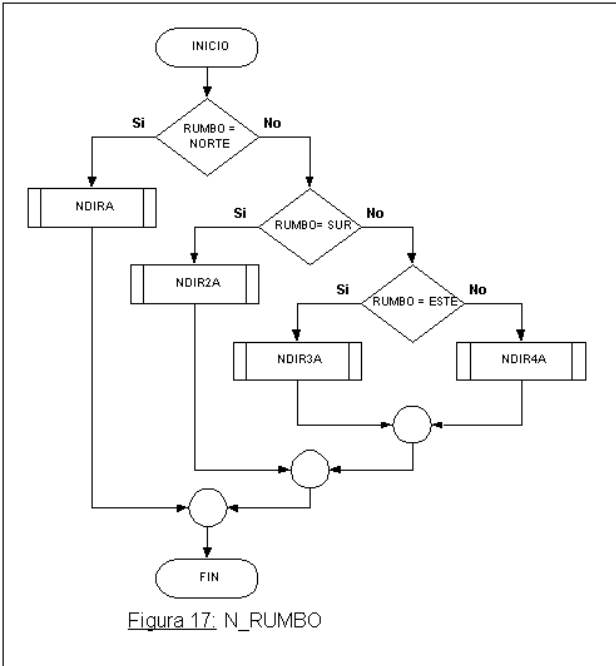 INICIO
Si
RUMBO =
NORTE
No
NDIRA
Si
RUMBO= SUR
No
NDIR2A
Si
RUMBO = ESTE
No
NDIR3A
NDIR4A
FIN
Figura 17: N_RUMBO